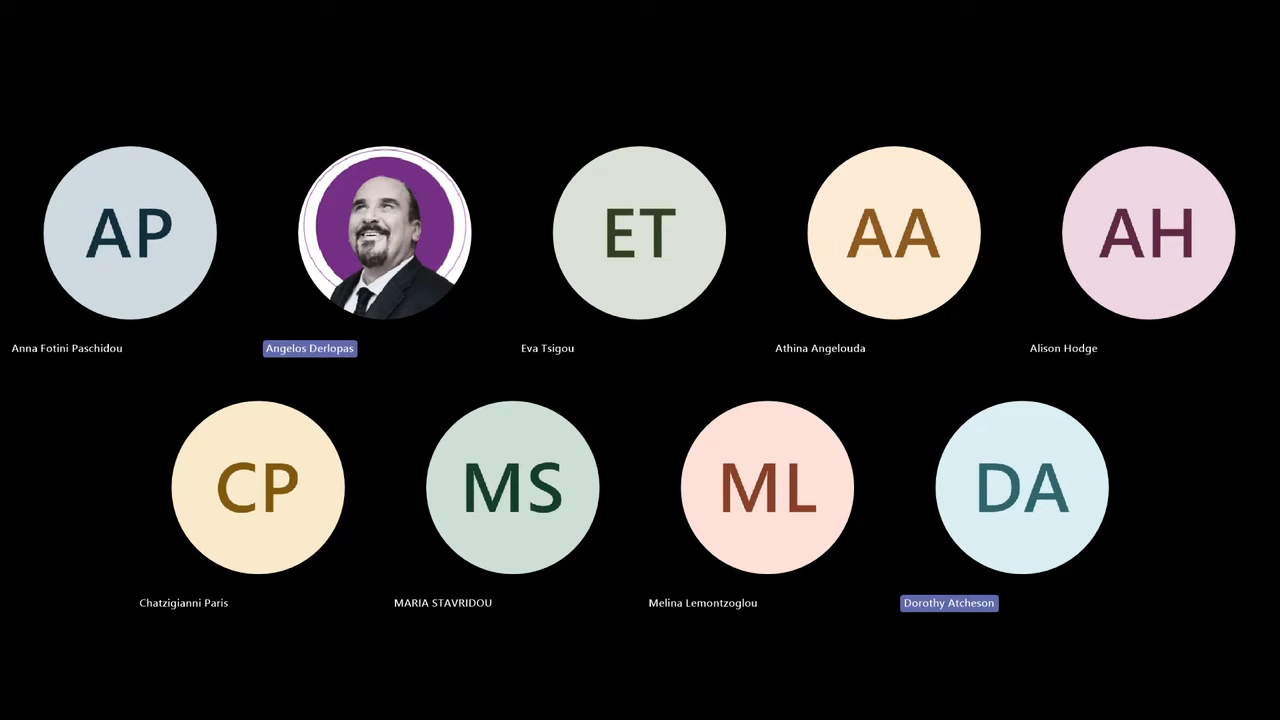 AP
ET
AA
AH
Anna Fotini Paschidou
Angelos Derlopas
Eva Tsigou
Athina Angelouda
Alison Hodge
CP
MS
ML
DA
Chatzigianni Paris
MARIA STAVRIDOU
Melina Lemontzoglou
Dorothy Atcheson